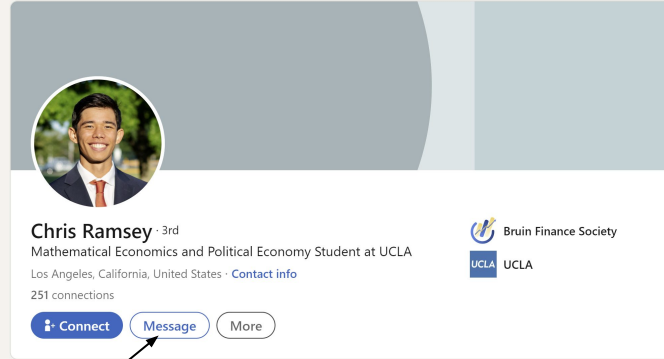 Chris Ramsey · 3rd
Mathematical Economics and Political Economy Student at UCLA
Los Angeles, California, United States · Contact info
251 connections
Connect
Message
More
Bruin Finance Society
UCLA
UCLA